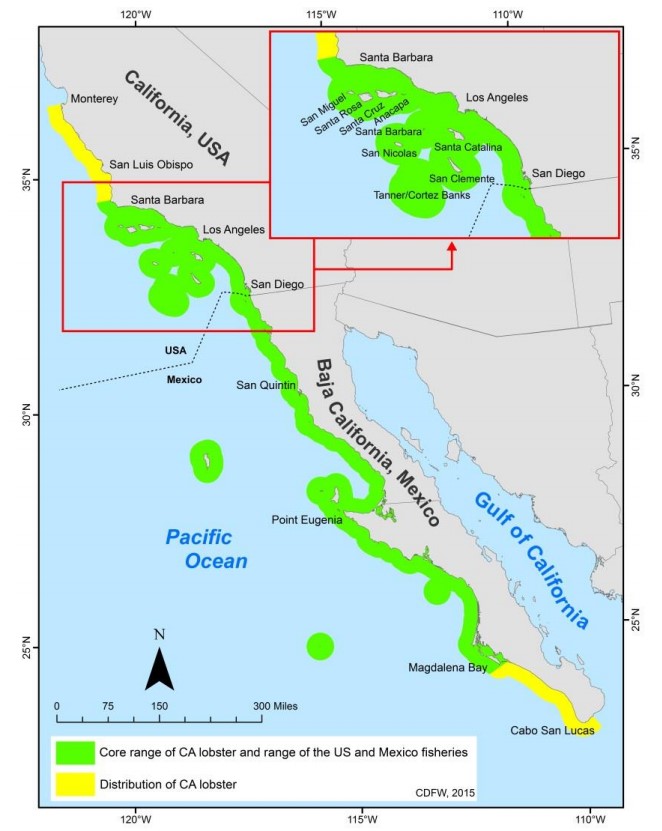 120°W
115°W
110°W
Santa Barbara
San Miguel
Santa Rosa
Santa Cruz
Anacapa
Los Angeles
Santa Barbara
Santa Catalina
San Nicolas
San Clemente
Tanner/Cortez Banks
San Diego
35°N
Monterey
California, USA
San Luis Obispo
35°N
Santa Barbara
Los Angeles
San Diego
USA
Mexico
30°N
30°N
San Quintin
Baja California, Mexico
Point Eugenia
Pacific
Ocean
Gulf of California
25°N
25°N
Magdalena Bay
Cabo San Lucas
N
0 75 150 300 Miles
Core range of CA lobster and range of the US and Mexico fisheries
Distribution of CA lobster
CDFW, 2015
120°W
115°W
110°W